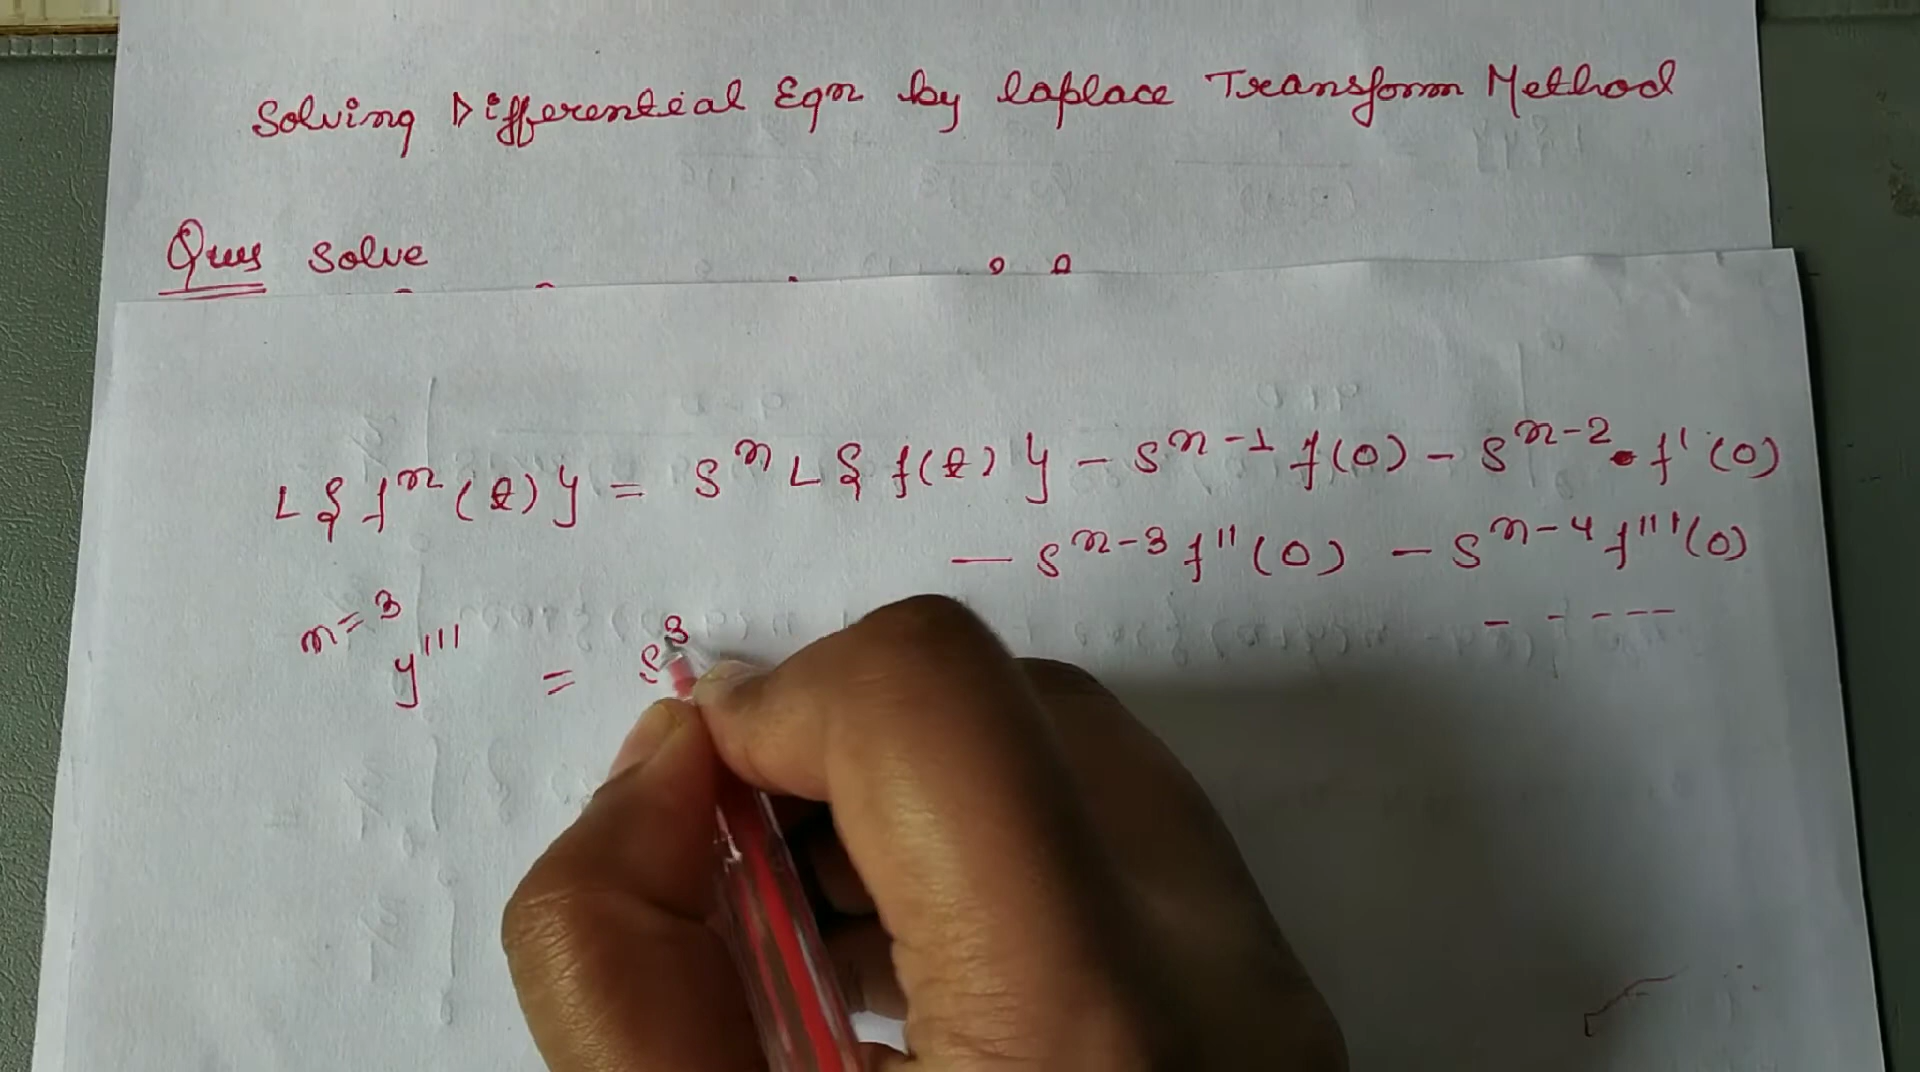 Solving Differential Eqn by laplace Transform Method
Ques solve
L{f^n(t)} = S^n L{f(t)} - S^{n-1} f(0) - S^{n-2}. f'(0)
- S^{n-3} f''(0) - S^{n-4} f'''(0)
- - - - -
n=3
y''' = S^3